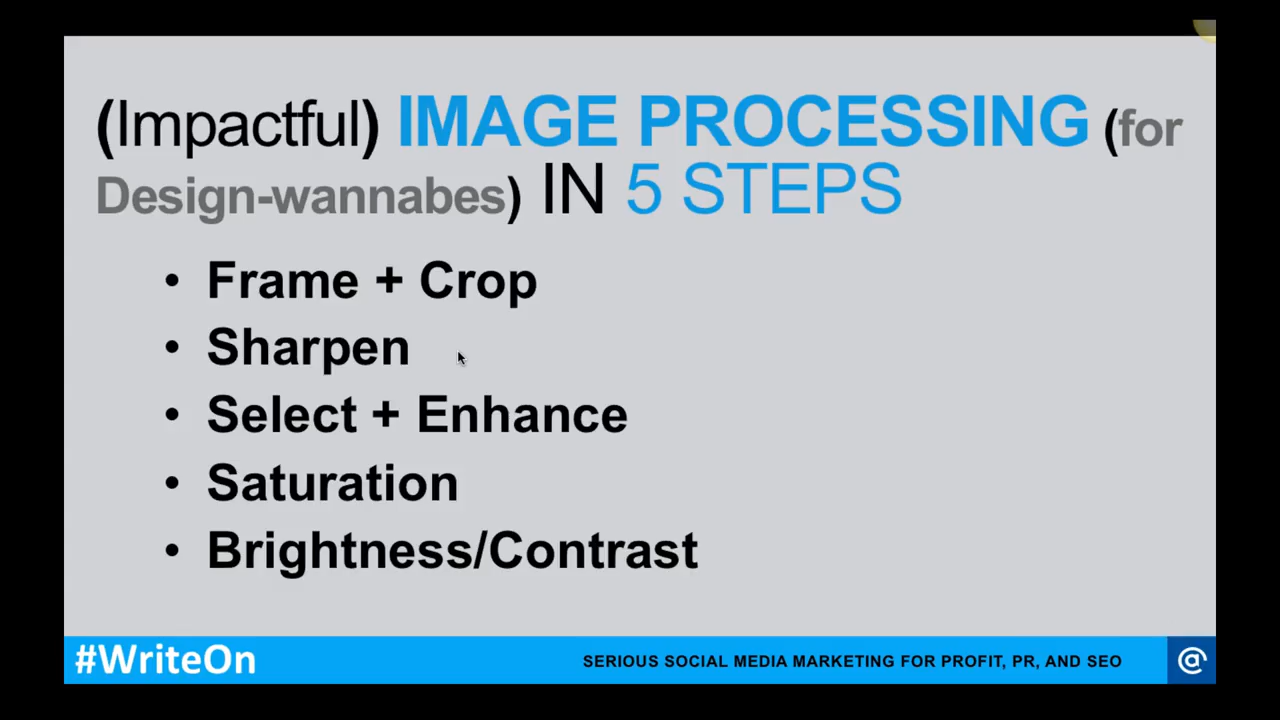 (Impactful) IMAGE PROCESSING (for
Design-wannabes) IN 5 STEPS
• Frame + Crop
• Sharpen
• Select + Enhance
• Saturation
• Brightness/Contrast
#WriteOn
SERIOUS SOCIAL MEDIA MARKETING FOR PROFIT, PR, AND SEO
@